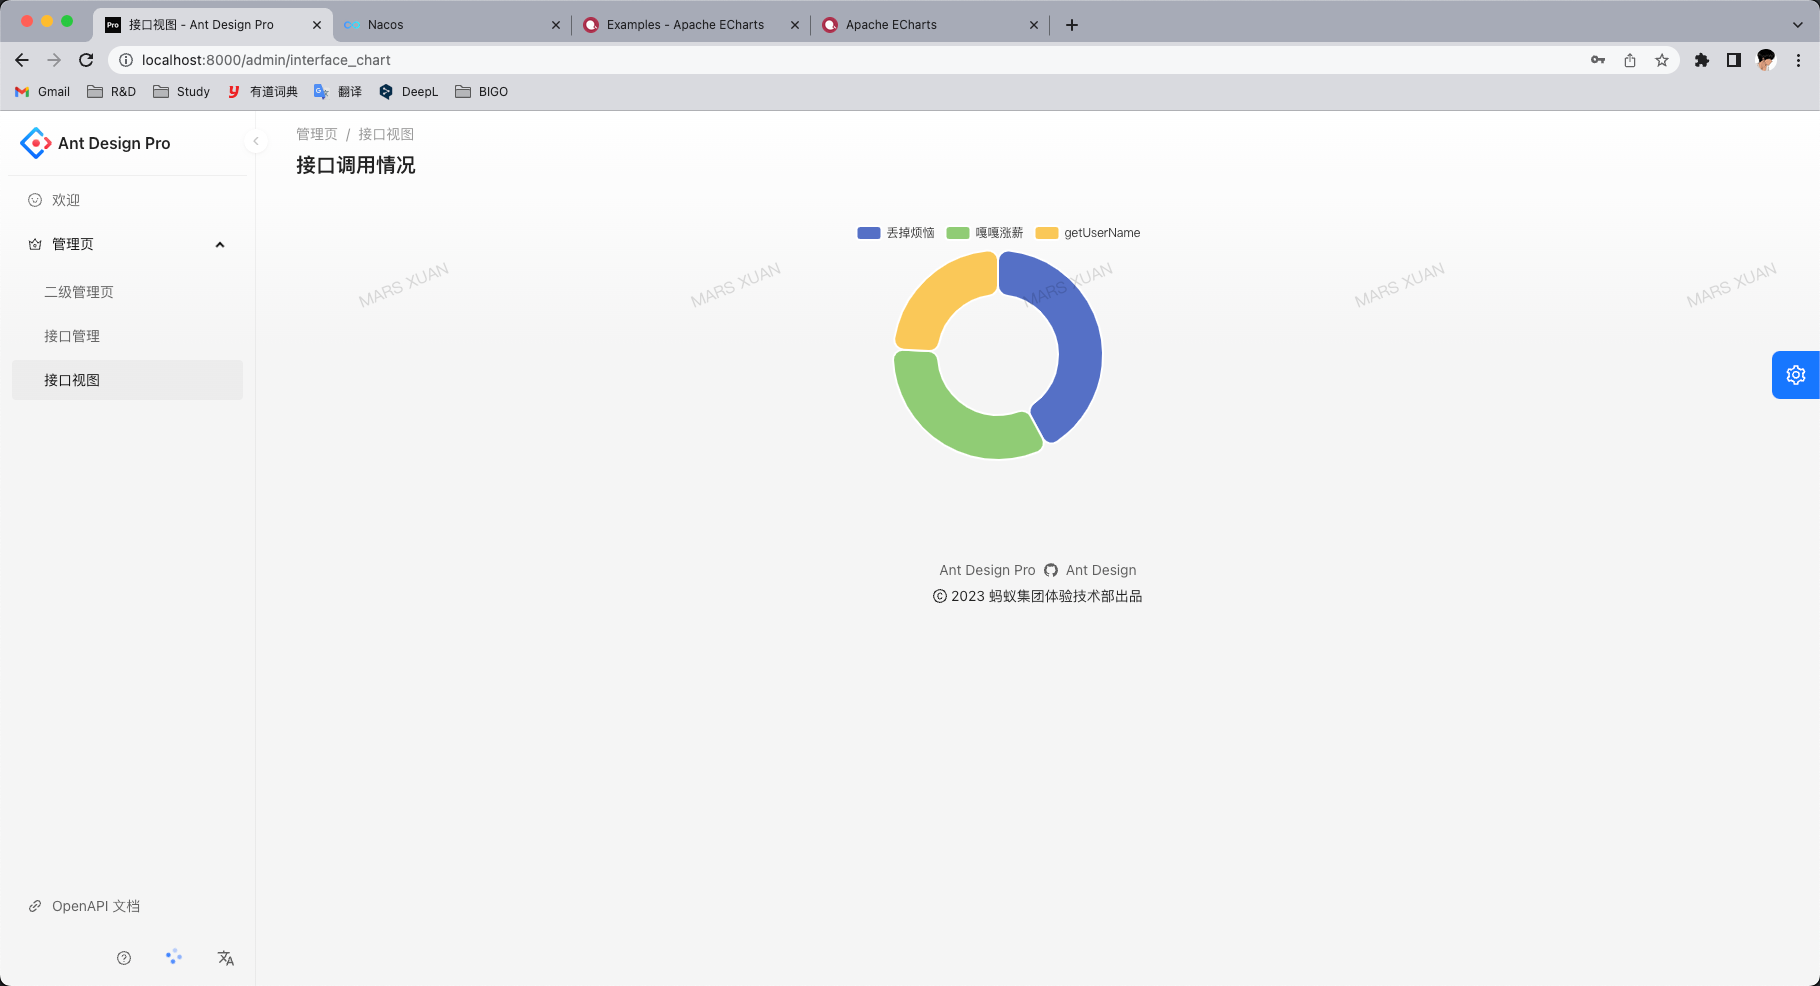 Pro 接口视图 - Ant Design Pro
Nacos
Examples - Apache ECharts
Apache ECharts
localhost:8000/admin/interface_chart
Gmail
R&D
Study
有道词典
翻译
DeepL
BIGO
Ant Design Pro
欢迎
管理页
二级管理页
接口管理
接口视图
OpenAPI 文档
管理页 / 接口视图
接口调用情况
丢掉烦恼
嘎嘎涨薪
getUserName
MARS XUAN
MARS XUAN
MARS XUAN
MARS XUAN
MARS XUAN
Ant Design Pro Ant Design
© 2023 蚂蚁集团体验技术部出品